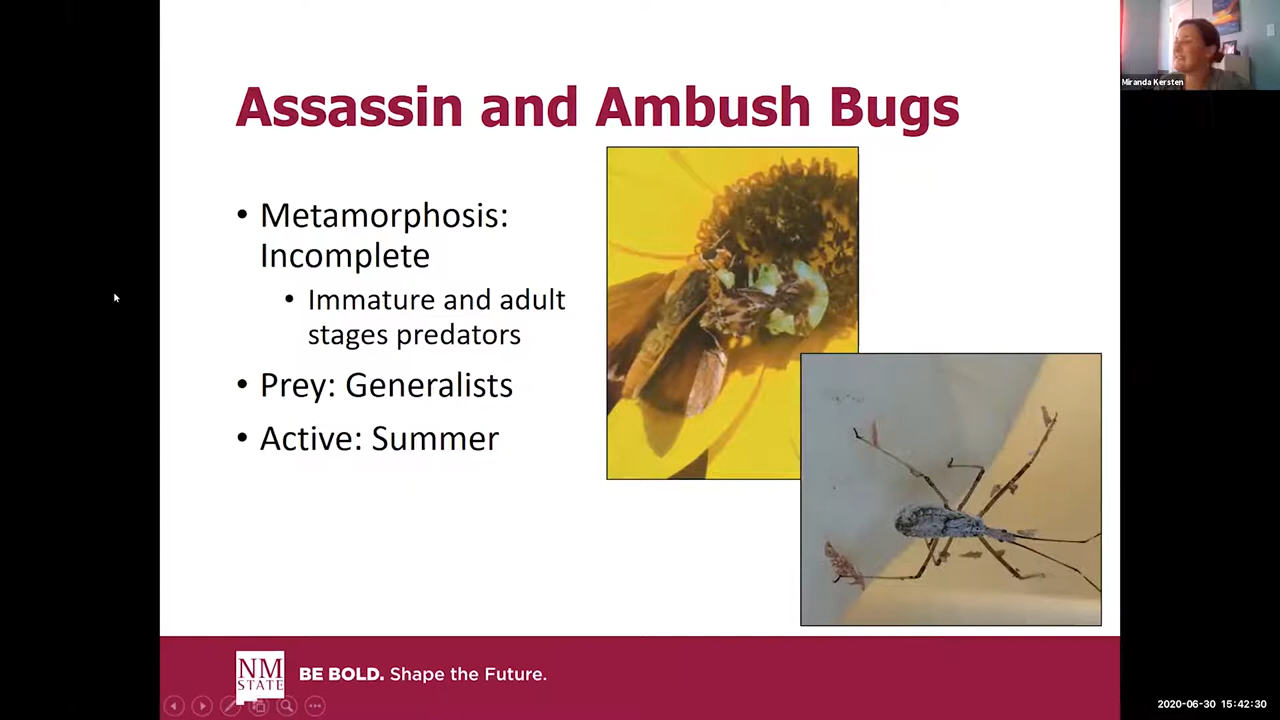 Miranda Kersten
Assassin and Ambush Bugs
• Metamorphosis:
Incomplete
• Immature and adult
stages predators
• Prey: Generalists
• Active: Summer
NM
STATE
BE BOLD. Shape the Future.
2020-06-30 15:42:30